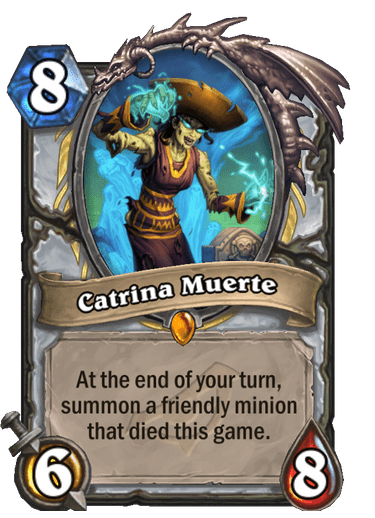 8
Catrina Muerte
At the end of your turn,
summon a friendly minion
that died this game.
6
8